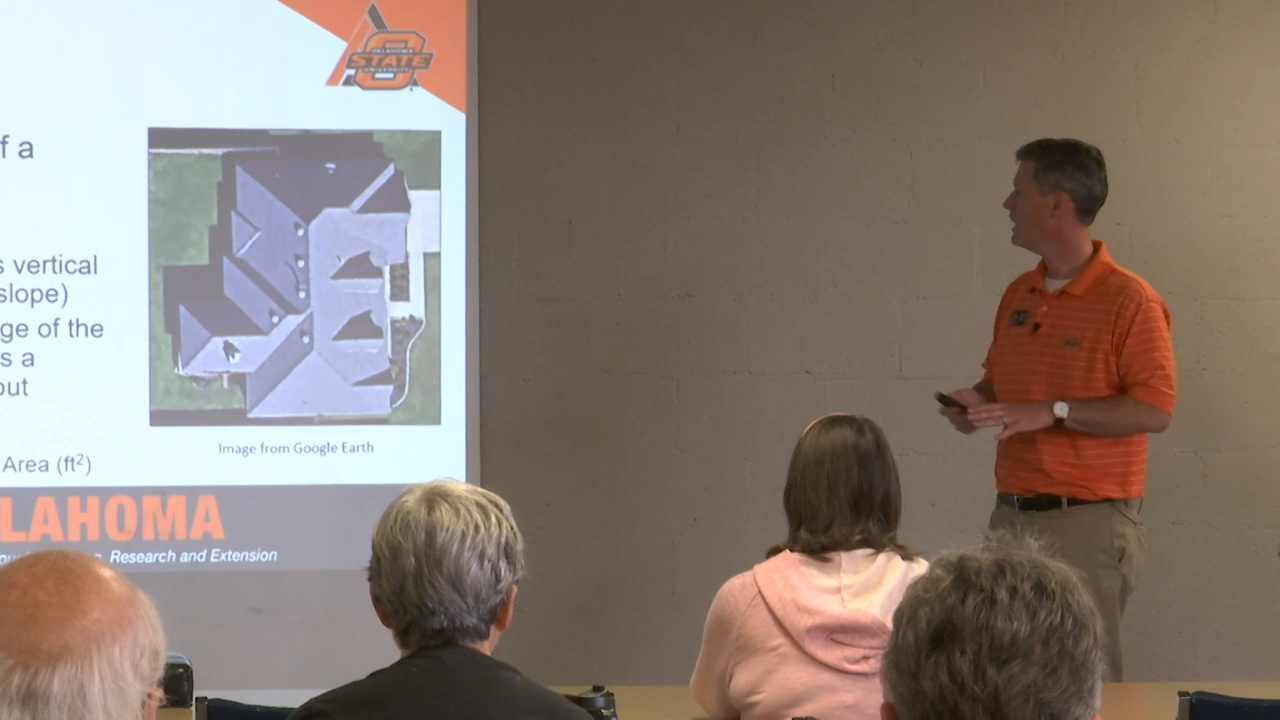 OKLAHOMA
STATE
UNIVERSITY
f a
s vertical
slope)
ge of the
s a
out
Area (ft²)
Image from Google Earth
LAHOMA
, Research and Extension